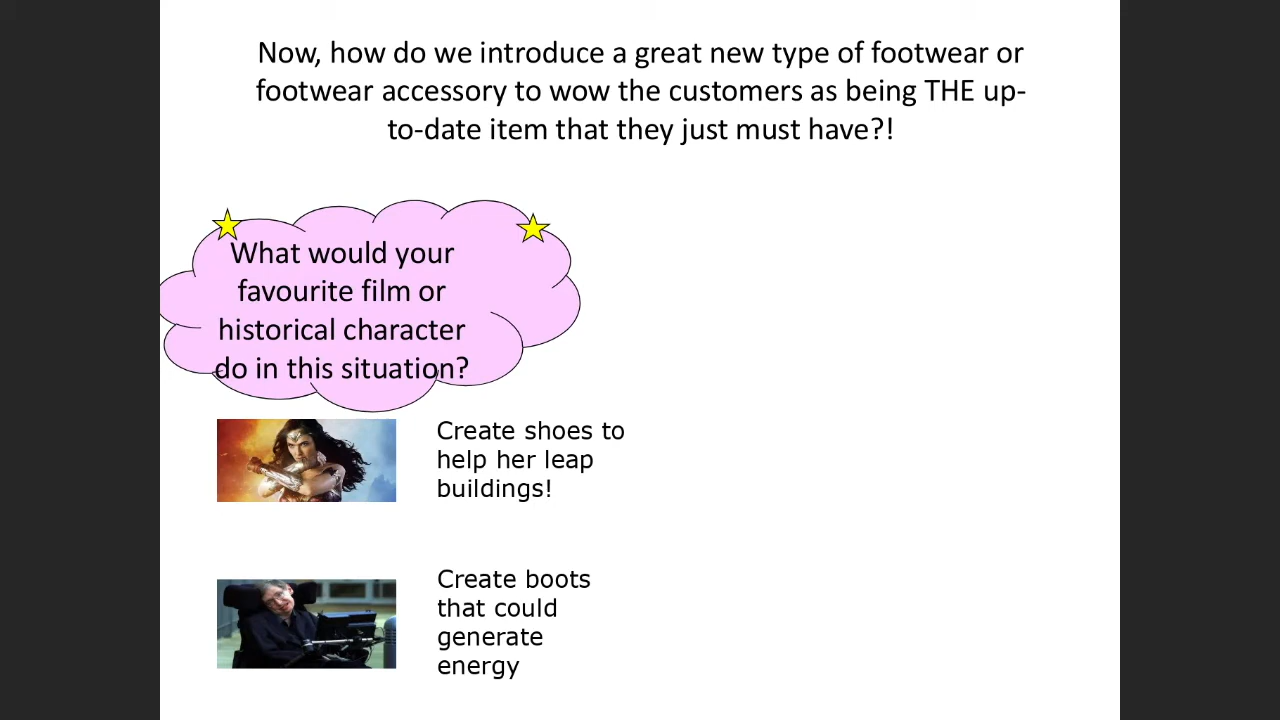 Now, how do we introduce a great new type of footwear or
footwear accessory to wow the customers as being THE up-
to-date item that they just must have?!
What would your
favourite film or
historical character
do in this situation?
Create shoes to
help her leap
buildings!
Create boots
that could
generate
energy